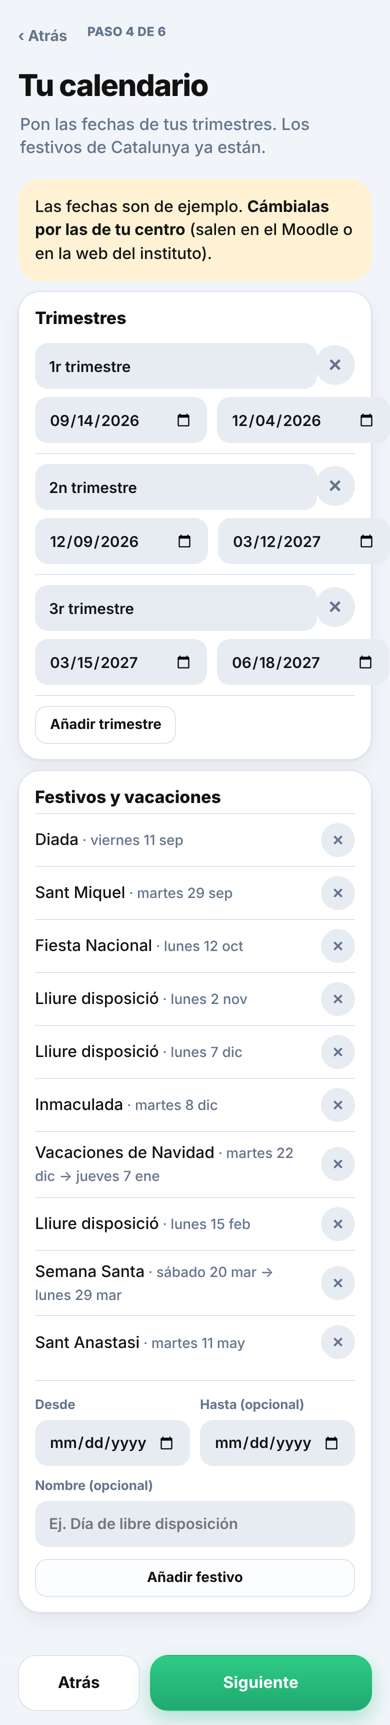 ‹ Atrás PASO 4 DE 6
Tu calendario
Pon las fechas de tus trimestres. Los
festivos de Catalunya ya están.
Las fechas son de ejemplo. Cámbialas
por las de tu centro (salen en el Moodle o
en la web del instituto).
Trimestres
1r trimestre ✕
09/14/2026 12/04/2026
2n trimestre ✕
12/09/2026 03/12/2027
3r trimestre ✕
03/15/2027 06/18/2027
Añadir trimestre
Festivos y vacaciones
Diada · viernes 11 sep ✕
Sant Miquel · martes 29 sep ✕
Fiesta Nacional · lunes 12 oct ✕
Lliure disposició · lunes 2 nov ✕
Lliure disposició · lunes 7 dic ✕
Inmaculada · martes 8 dic ✕
Vacaciones de Navidad · martes 22
dic → jueves 7 ene ✕
Lliure disposició · lunes 15 feb ✕
Semana Santa · sábado 20 mar →
lunes 29 mar ✕
Sant Anastasi · martes 11 may ✕
Desde Hasta (opcional)
mm/dd/yyyy mm/dd/yyyy
Nombre (opcional)
Ej. Día de libre disposición
Añadir festivo
Atrás Siguiente